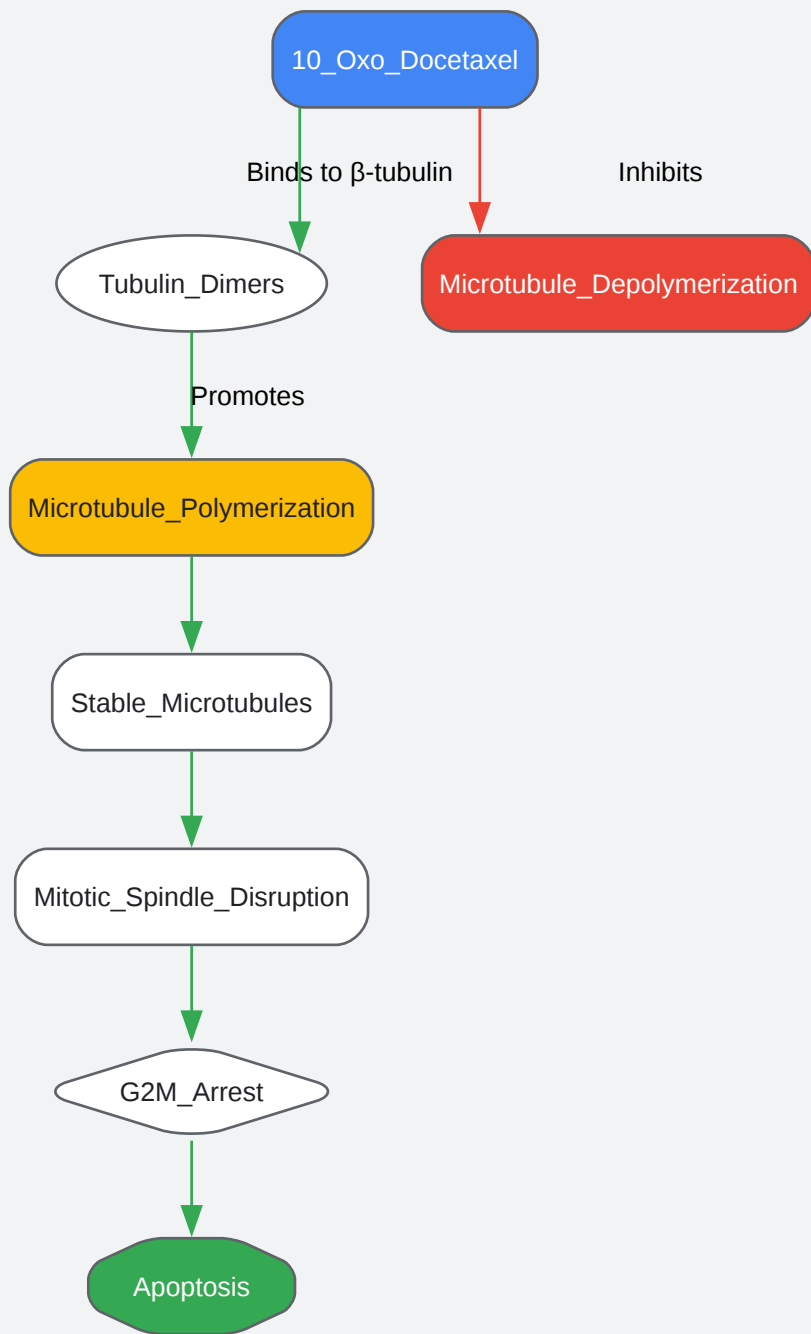 10_Oxo_Docetaxel
Binds to β-tubulin
Inhibits
Tubulin_Dimers
Microtubule_Depolymerization
Promotes
Microtubule_Polymerization
Stable_Microtubules
Mitotic_Spindle_Disruption
G2M_Arrest
Apoptosis